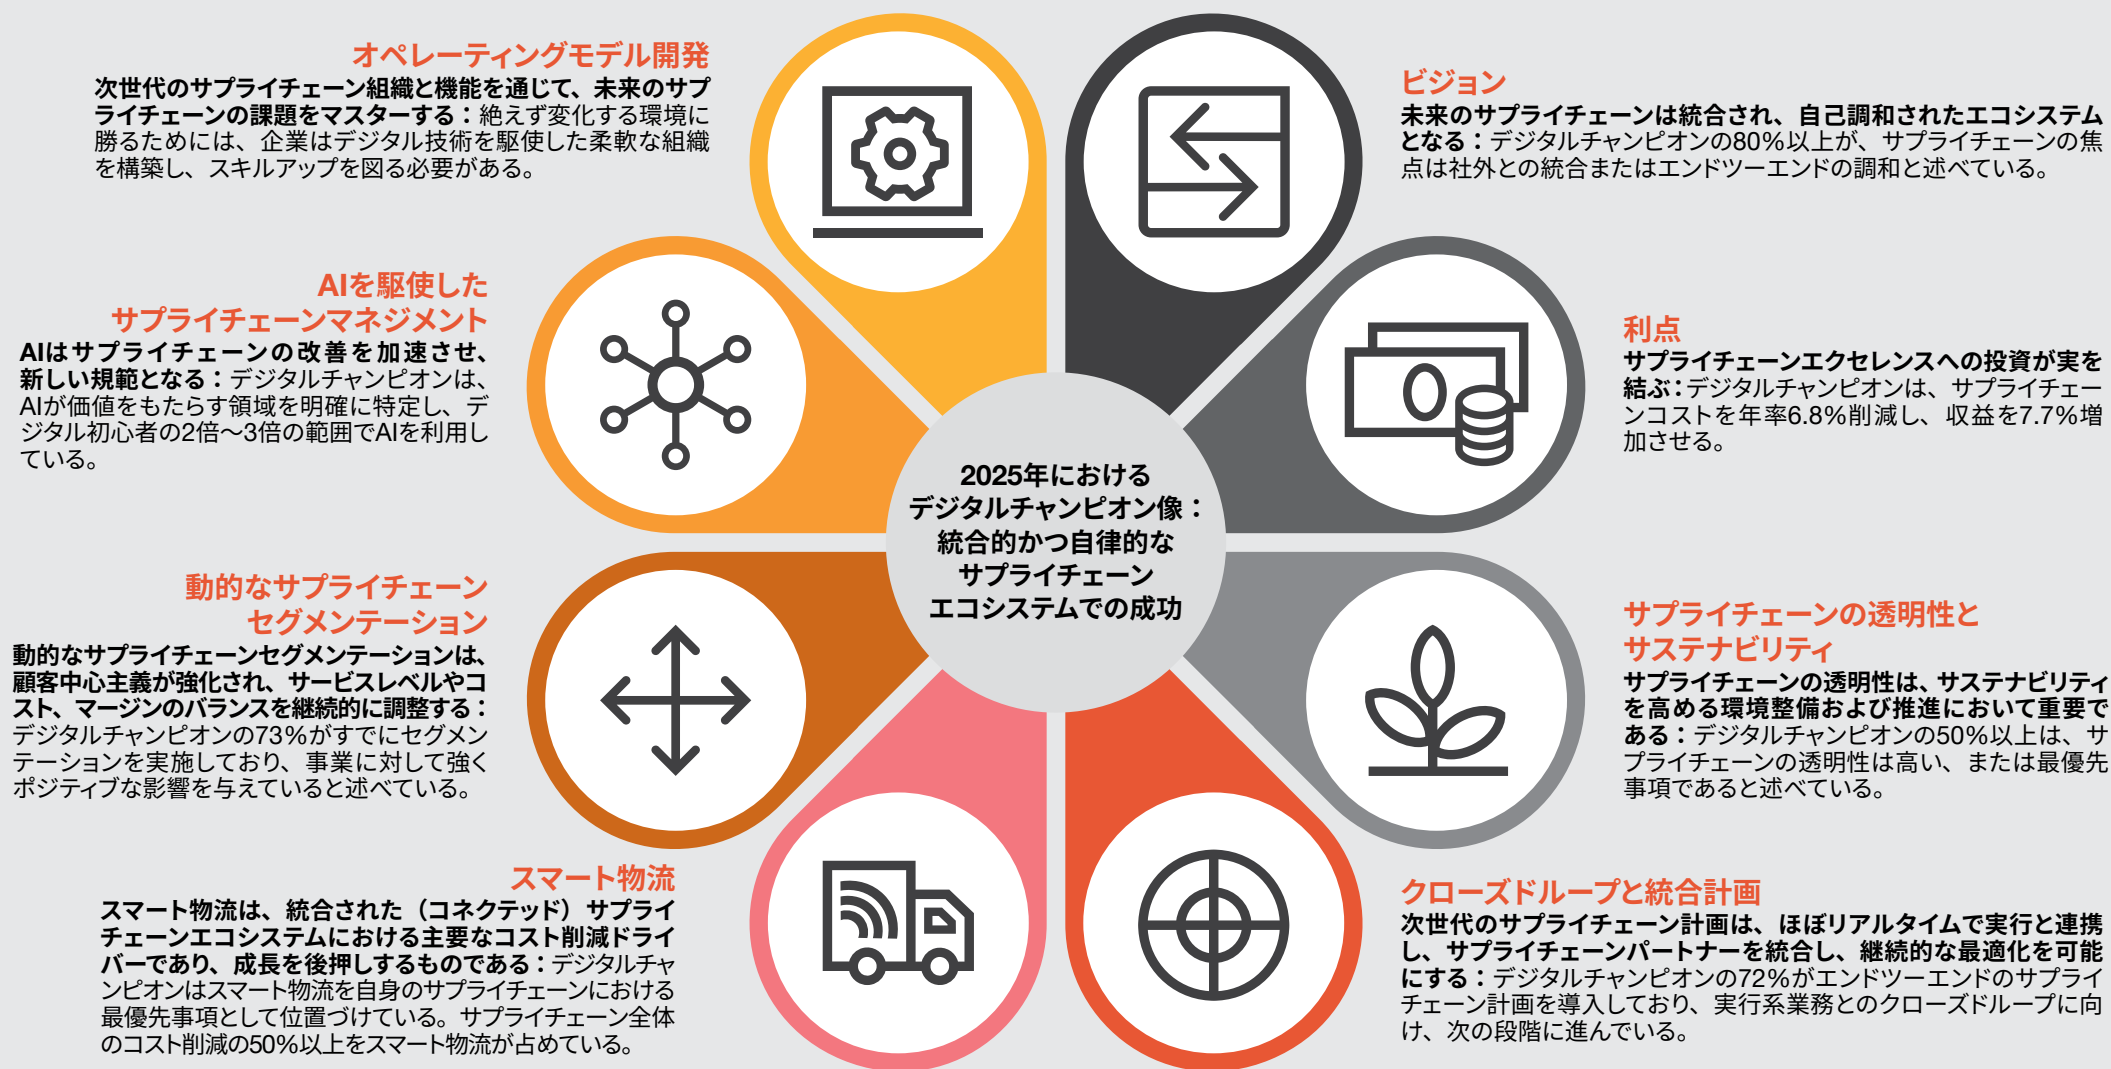 オペレーティングモデル開発
次世代のサプライチェーン組織と機能を通じて、未来のサプ
ライチェーンの課題をマスターする：絶えず変化する環境に
勝るためには、企業はデジタル技術を駆使した柔軟な組織
を構築し、スキルアップを図る必要がある。
ビジョン
未来のサプライチェーンは統合され、自己調和されたエコシステム
となる：デジタルチャンピオンの80%以上が、サプライチェーンの焦
点は社外との統合またはエンドツーエンドの調和と述べている。
AIを駆使した
サプライチェーンマネジメント
AIはサプライチェーンの改善を加速させ、
新しい規範となる：デジタルチャンピオンは、
AIが価値をもたらす領域を明確に特定し、デ
ジタル初心者の2倍～3倍の範囲でAIを利用し
ている。
利点
サプライチェーンエクセレンスへの投資が実を
結ぶ：デジタルチャンピオンは、サプライチェー
ンコストを年率6.8%削減し、収益を7.7%増
加させる。
2025年における
デジタルチャンピオン像：
統合的かつ自律的な
サプライチェーン
エコシステムでの成功
動的なサプライチェーン
セグメンテーション
動的なサプライチェーンセグメンテーションは、
顧客中心主義が強化され、サービスレベルやコ
スト、マージンのバランスを継続的に調整する：
デジタルチャンピオンの73%がすでにセグメン
テーションを実施しており、事業に対して強く
ポジティブな影響を与えていると述べている。
サプライチェーンの透明性と
サステナビリティ
サプライチェーンの透明性は、サステナビリティ
を高める環境整備および推進において重要で
ある：デジタルチャンピオンの50%以上は、サ
プライチェーンの透明性は高い、または最優先
事項であると述べている。
スマート物流
スマート物流は、統合された（コネクテッド）サプライ
チェーンエコシステムにおける主要なコスト削減ドライ
バーであり、成長を後押しするものである：デジタルチャ
ンピオンはスマート物流を自身のサプライチェーンにおける
最優先事項として位置づけている。サプライチェーン全体
のコスト削減の50%以上をスマート物流が占めている。
クローズドループと統合計画
次世代のサプライチェーン計画は、ほぼリアルタイムで実行と連携
し、サプライチェーンパートナーを統合し、継続的な最適化を可能
にする：デジタルチャンピオンの72%がエンドツーエンドのサプライ
チェーン計画を導入しており、実行系業務とのクローズドループに向
け、次の段階に進んでいる。